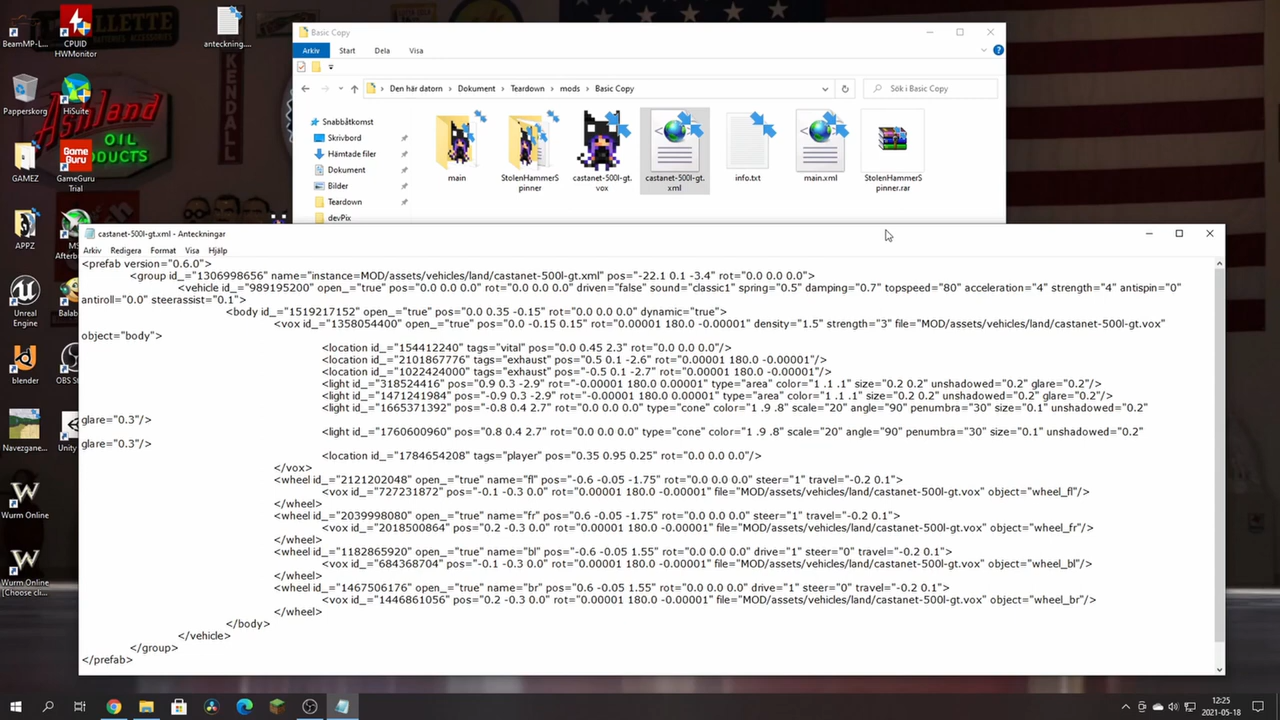 BeamMP-L...
CPUID
HWMonitor
anteckning....
Papperskorg
HiSuite
GAMEZ
GameGuru
Trial
APPZ
Unreal
Engine
blender
OBS St
Navezgane...
Unity
Wurm Online
Wurm Online
[Choose cli...
KENDALL
Ashland
OIL
PRODUCTS
Basic Copy
Arkiv Start Dela Visa
Den här datorn > Dokument > Teardown > mods > Basic Copy
Sök i Basic Copy
Snabbåtkomst
Skrivbord
Hämtade filer
Dokument
Bilder
Teardown
devPix
main
StolenHammerS
pinner
castanet-500l-gt.
vox
castanet-500l-gt.
xml
info.txt
main.xml
StolenHammerS
pinner.rar
castanet-500l-gt.xml - Anteckningar
Arkiv Redigera Format Visa Hjälp
<prefab version="0.6.0">
<group id_="1306998656" name="instance=MOD/assets/vehicles/land/castanet-500l-gt.xml" pos="-22.1 0.1 -3.4" rot="0.0 0.0 0.0">
<vehicle id_="989195200" open_="true" pos="0.0 0.0 0.0" rot="0.0 0.0 0.0" driven="false" sound="classic1" spring="0.5" damping="0.7" topspeed="80" acceleration="4" strength="4" antispin="0"
antiroll="0.0" steerassist="0.1">
<body id_="1519217152" open_="true" pos="0.0 0.35 -0.15" rot="0.0 0.0 0.0" dynamic="true">
<vox id_="1358054400" open_="true" pos="0.0 -0.15 0.15" rot="0.00001 180.0 -0.00001" density="1.5" strength="3" file="MOD/assets/vehicles/land/castanet-500l-gt.vox"
object="body">
<location id_="154412240" tags="vital" pos="0.0 0.45 2.3" rot="0.0 0.0 0.0"/>
<location id_="2101867776" tags="exhaust" pos="0.5 0.1 -2.6" rot="0.00001 180.0 -0.00001"/>
<location id_="1022424000" tags="exhaust" pos="-0.5 0.1 -2.7" rot="0.00001 180.0 -0.00001"/>
<light id_="318524416" pos="0.9 0.3 -2.9" rot="-0.00001 180.0 0.00001" type="area" color="1 .1 .1" size="0.2 0.2" unshadowed="0.2" glare="0.2"/>
<light id_="1471241984" pos="-0.9 0.3 -2.9" rot="-0.00001 180.0 0.00001" type="area" color="1 .1 .1" size="0.2 0.2" unshadowed="0.2" glare="0.2"/>
<light id_="1665371392" pos="-0.8 0.4 2.7" rot="0.0 0.0 0.0" type="cone" color="1 .9 .8" scale="20" angle="90" penumbra="30" size="0.1" unshadowed="0.2"
glare="0.3"/>
<light id_="1760600960" pos="0.8 0.4 2.7" rot="0.0 0.0 0.0" type="cone" color="1 .9 .8" scale="20" angle="90" penumbra="30" size="0.1" unshadowed="0.2"
glare="0.3"/>
<location id_="1784654208" tags="player" pos="0.35 0.95 0.25" rot="0.0 0.0 0.0"/>
</vox>
<wheel id_="2121202048" open_="true" name="fl" pos="-0.6 -0.05 -1.75" rot="0.0 0.0 0.0" steer="1" travel="-0.2 0.1">
<vox id_="727231872" pos="-0.1 -0.3 0.0" rot="0.00001 180.0 -0.00001" file="MOD/assets/vehicles/land/castanet-500l-gt.vox" object="wheel_fl"/>
</wheel>
<wheel id_="2039998080" open_="true" name="fr" pos="0.6 -0.05 -1.75" rot="0.0 0.0 0.0" steer="1" travel="-0.2 0.1">
<vox id_="2018500864" pos="0.2 -0.3 0.0" rot="0.00001 180.0 -0.00001" file="MOD/assets/vehicles/land/castanet-500l-gt.vox" object="wheel_fr"/>
</wheel>
<wheel id_="1182865920" open_="true" name="bl" pos="-0.6 -0.05 1.55" rot="0.0 0.0 0.0" drive="1" steer="0" travel="-0.2 0.1">
<vox id_="684368704" pos="-0.1 -0.3 0.0" rot="0.00001 180.0 -0.00001" file="MOD/assets/vehicles/land/castanet-500l-gt.vox" object="wheel_bl"/>
</wheel>
<wheel id_="1467506176" open_="true" name="br" pos="0.6 -0.05 1.55" rot="0.0 0.0 0.0" drive="1" steer="0" travel="-0.2 0.1">
<vox id_="1446861056" pos="0.2 -0.3 0.0" rot="0.00001 180.0 -0.00001" file="MOD/assets/vehicles/land/castanet-500l-gt.vox" object="wheel_br"/>
</wheel>
</body>
</vehicle>
</group>
</prefab>
12:25
2021-05-18